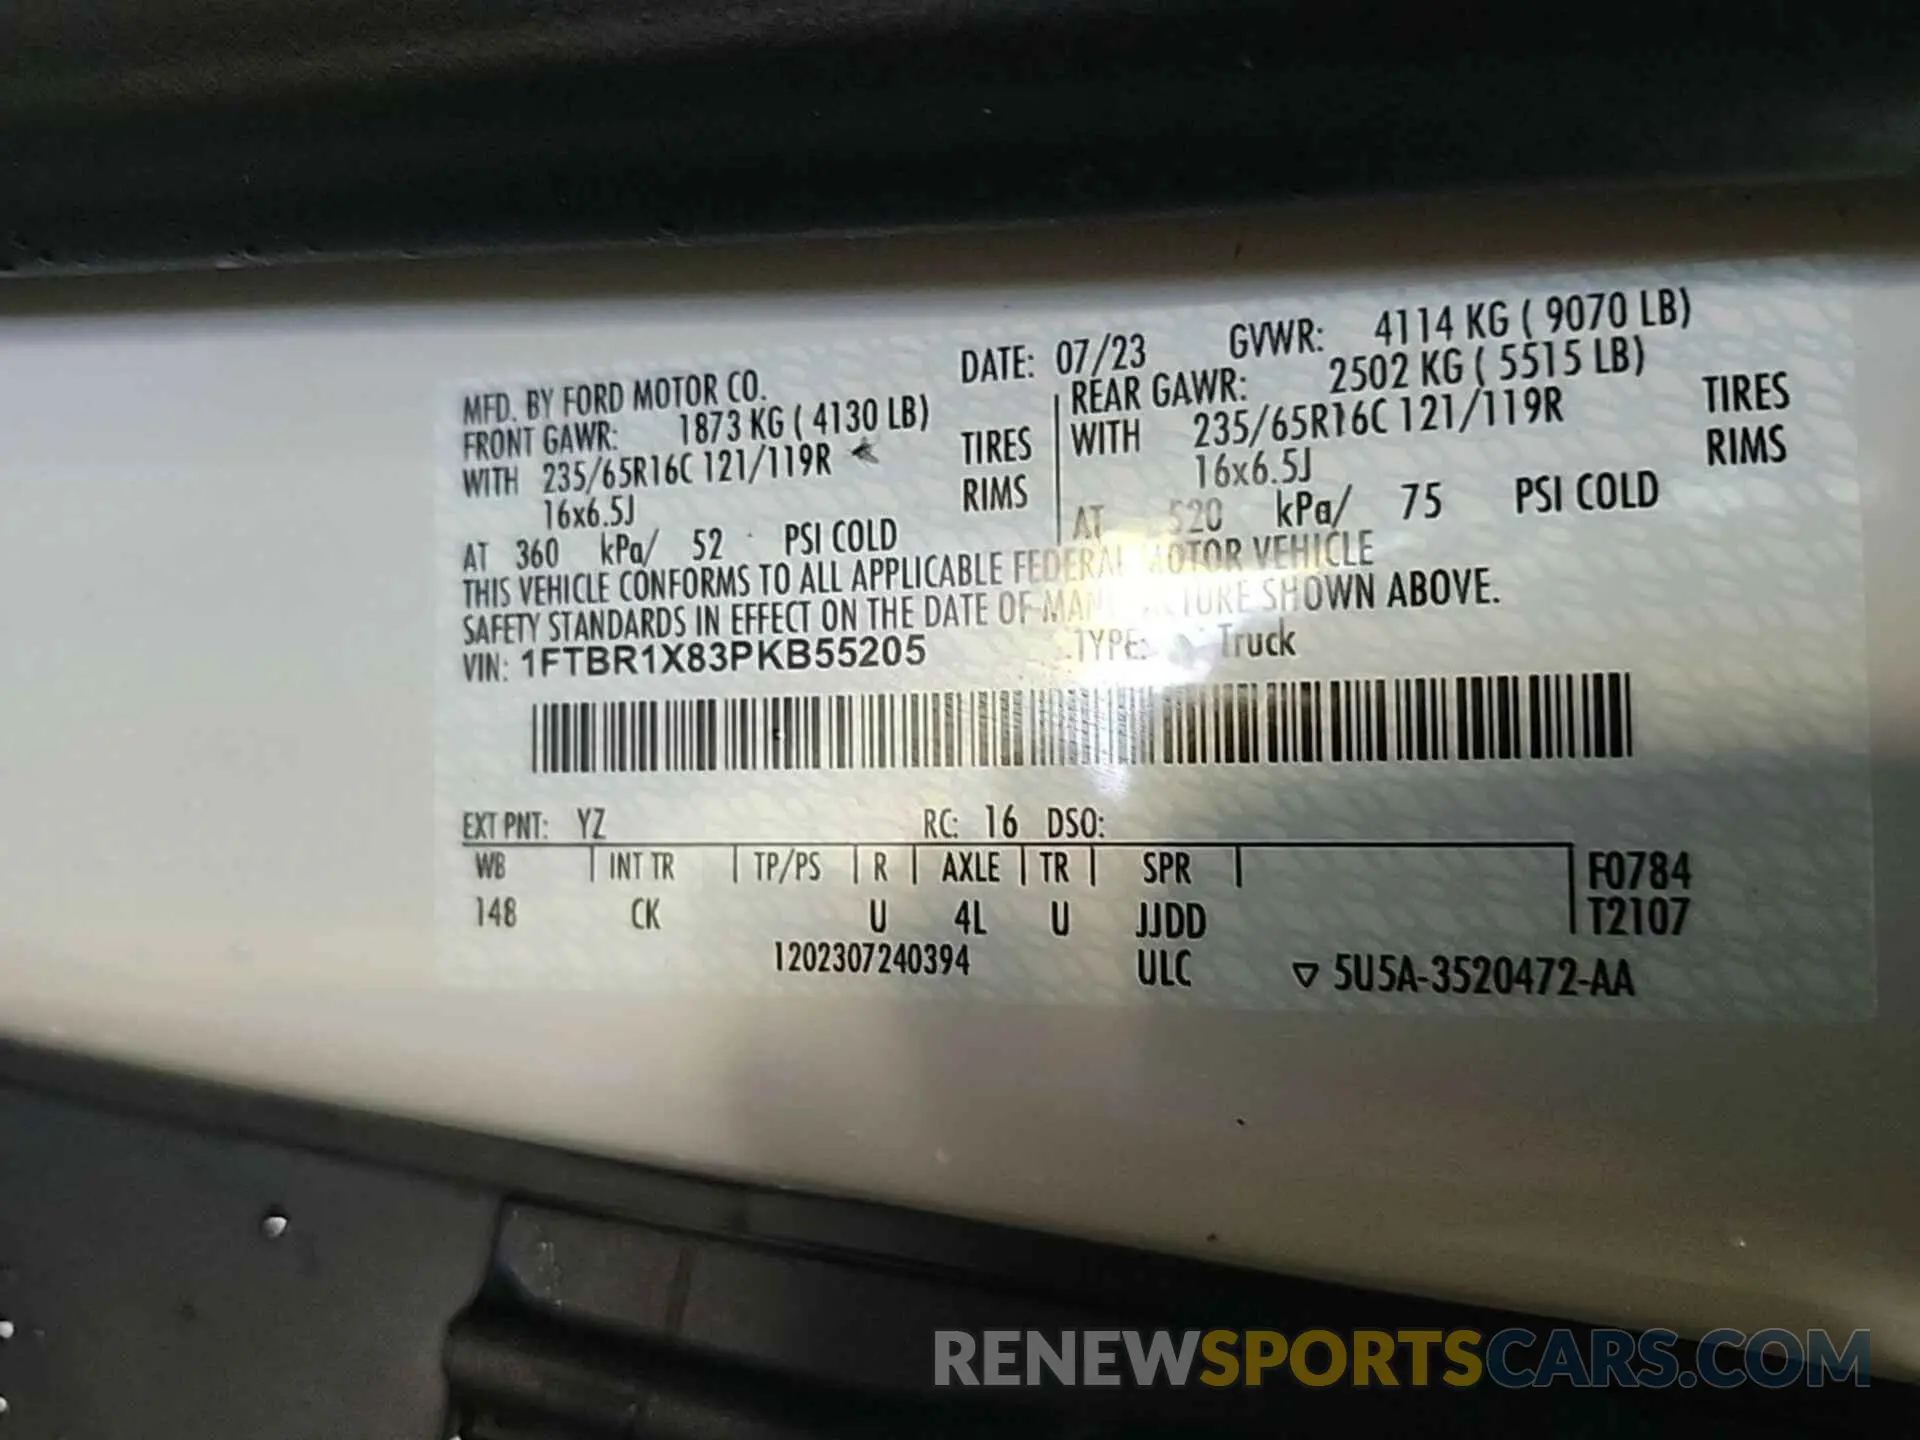 MFD. BY FORD MOTOR CO. DATE: 07/23 GVWR: 4114 KG ( 9070 LB)
FRONT GAWR: 1873 KG ( 4130 LB) REAR GAWR: 2502 KG ( 5515 LB)
WITH 235/65R16C 121/119R TIRES WITH 235/65R16C 121/119R TIRES
16x6.5J RIMS 16x6.5J RIMS
AT 360 kPa/ 52 PSI COLD AT 520 kPa/ 75 PSI COLD
THIS VEHICLE CONFORMS TO ALL APPLICABLE FEDERAL MOTOR VEHICLE
SAFETY STANDARDS IN EFFECT ON THE DATE OF MANUFACTURE SHOWN ABOVE.
VIN: 1FTBR1X83PKB55205 TYPE: Truck
EXT PNT: YZ RC: 16 DSO:
WB INT TR TP/PS R AXLE TR SPR F0784
148 CK U 4L U JJDD T2107
1202307240394 ULC ▽ 5U5A-3520472-AA
RENEWSPORTSCARS.COM